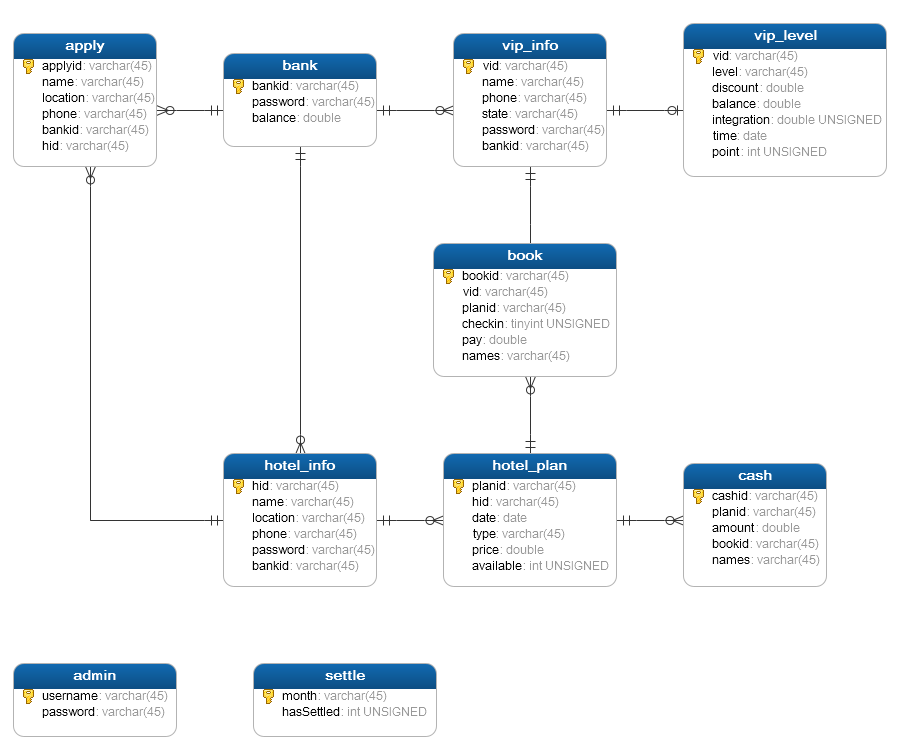 apply
applyid: varchar(45)
name: varchar(45)
location: varchar(45)
phone: varchar(45)
bankid: varchar(45)
hid: varchar(45)
bank
bankid: varchar(45)
password: varchar(45)
balance: double
vip_info
vid: varchar(45)
name: varchar(45)
phone: varchar(45)
state: varchar(45)
password: varchar(45)
bankid: varchar(45)
vip_level
vid: varchar(45)
level: varchar(45)
discount: double
balance: double
integration: double UNSIGNED
time: date
point: int UNSIGNED
book
bookid: varchar(45)
vid: varchar(45)
planid: varchar(45)
checkin: tinyint UNSIGNED
pay: double
names: varchar(45)
hotel_info
hid: varchar(45)
name: varchar(45)
location: varchar(45)
phone: varchar(45)
password: varchar(45)
bankid: varchar(45)
hotel_plan
planid: varchar(45)
hid: varchar(45)
date: date
type: varchar(45)
price: double
available: int UNSIGNED
cash
cashid: varchar(45)
planid: varchar(45)
amount: double
bookid: varchar(45)
names: varchar(45)
admin
username: varchar(45)
password: varchar(45)
settle
month: varchar(45)
hasSettled: int UNSIGNED